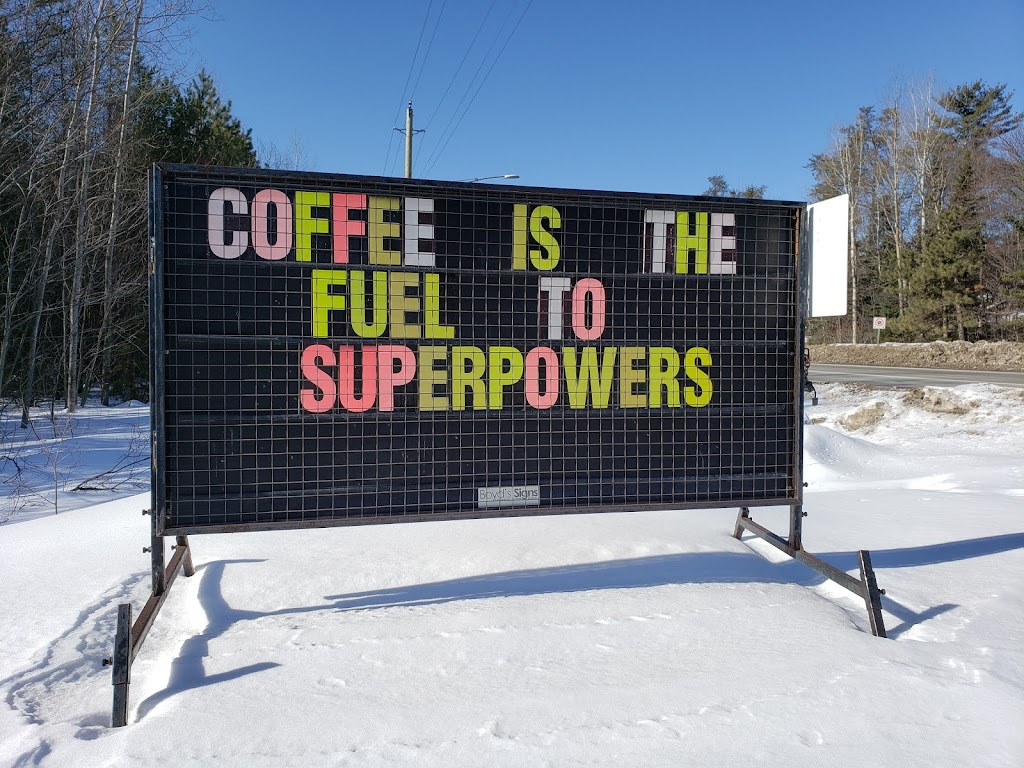 COFFEE IS THE
FUEL TO
SUPERPOWERS
Boyd's Signs